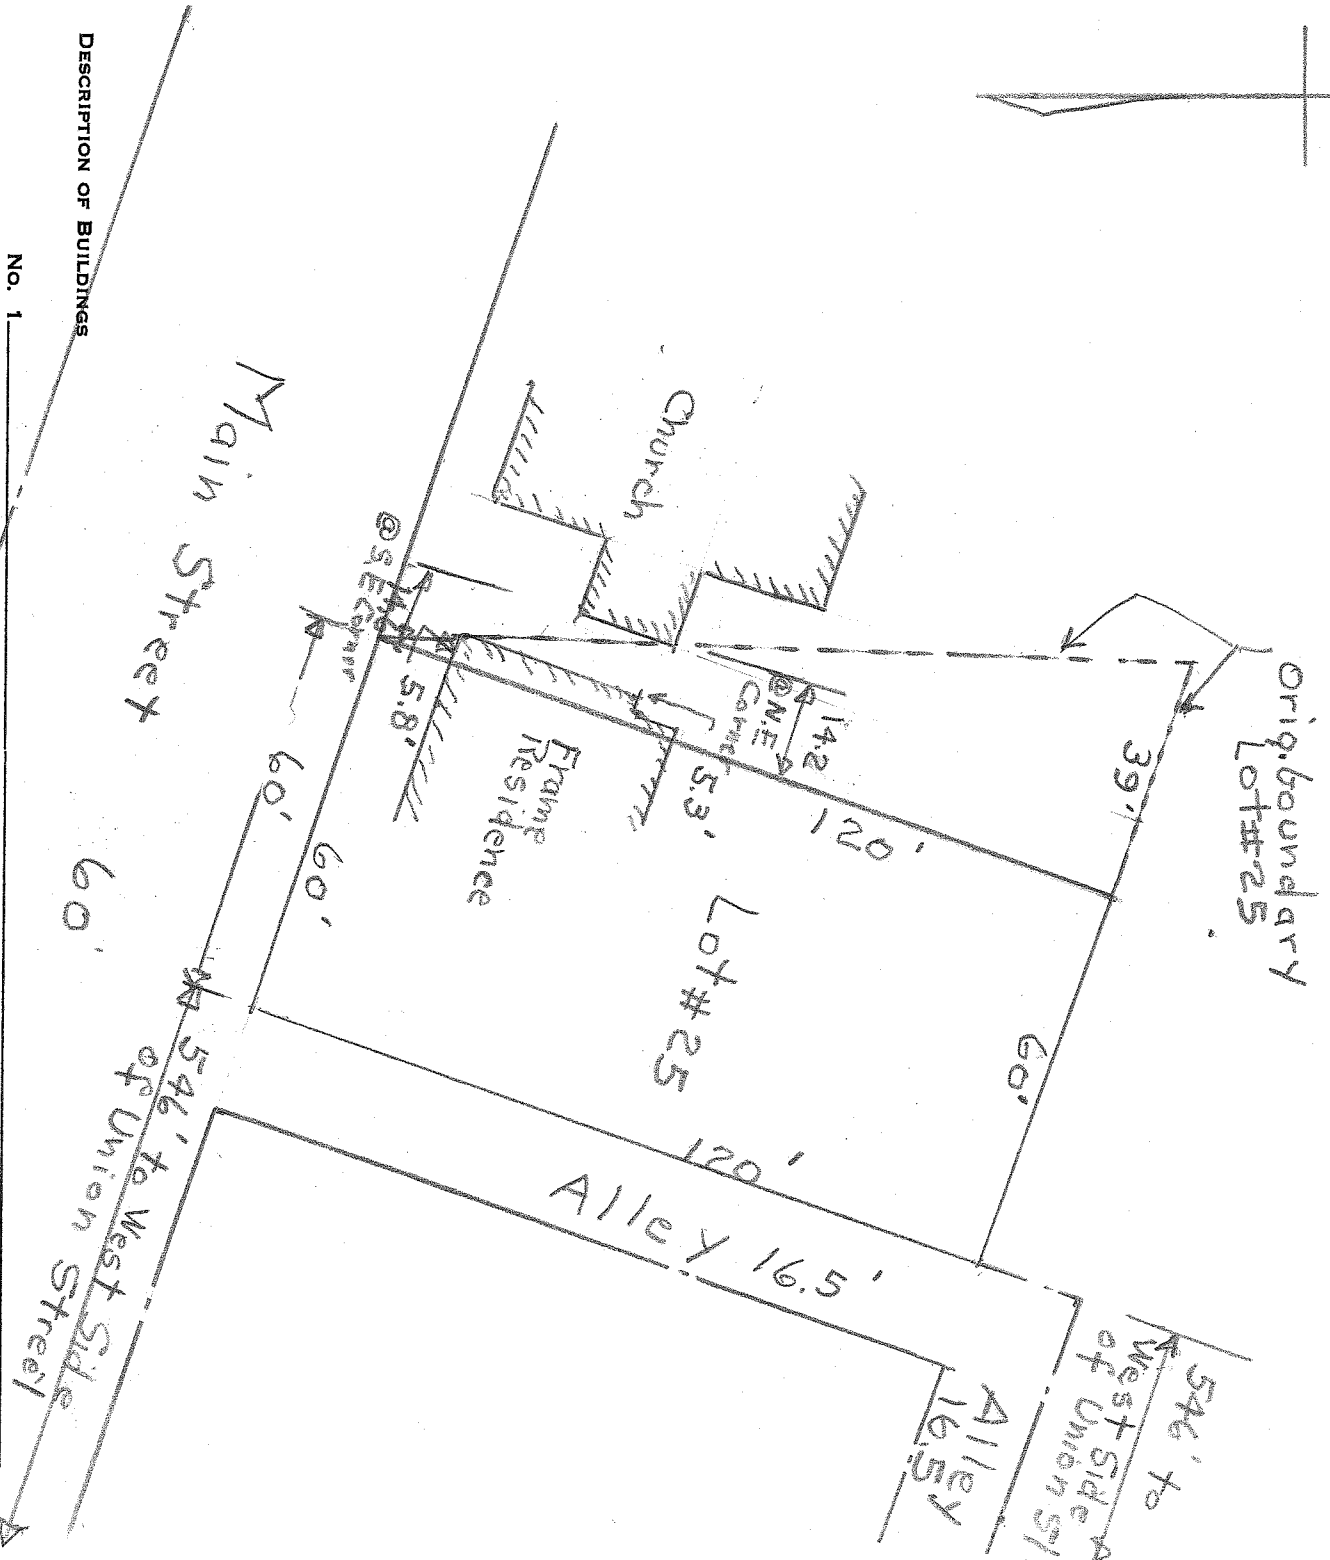 Orig. boundary
Lot #25
39'
60'
546' to
West Side
of Union St
Alley
16.5'
Church
14.2
@ N.E.
Corner
5.3'
120'
Lot #25
120'
Alley 16.5'
Frame
Residence
@ S.E. Corner
5.8'
60'
60'
Main Street
60'
546' to West Side
of Union Street
DESCRIPTION OF BUILDINGS
No. 1